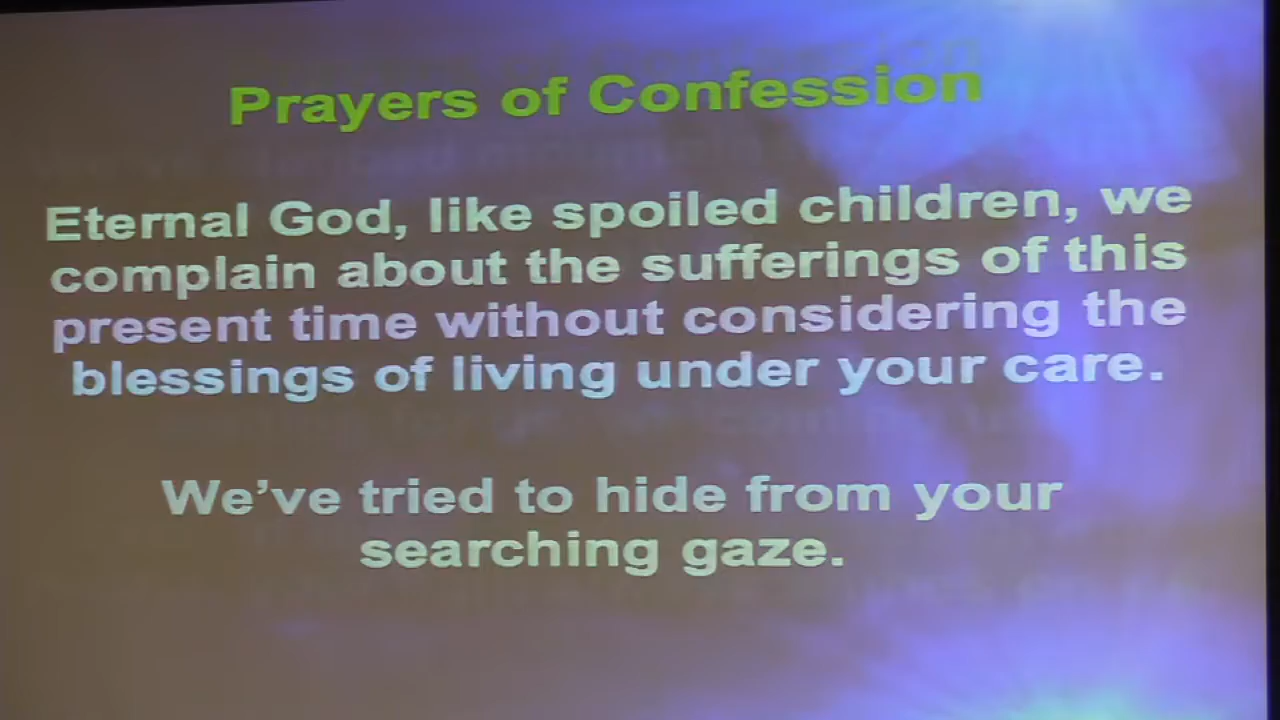 Prayers of Confession
Eternal God, like spoiled children, we
complain about the sufferings of this
present time without considering the
blessings of living under your care.
We’ve tried to hide from your
searching gaze.